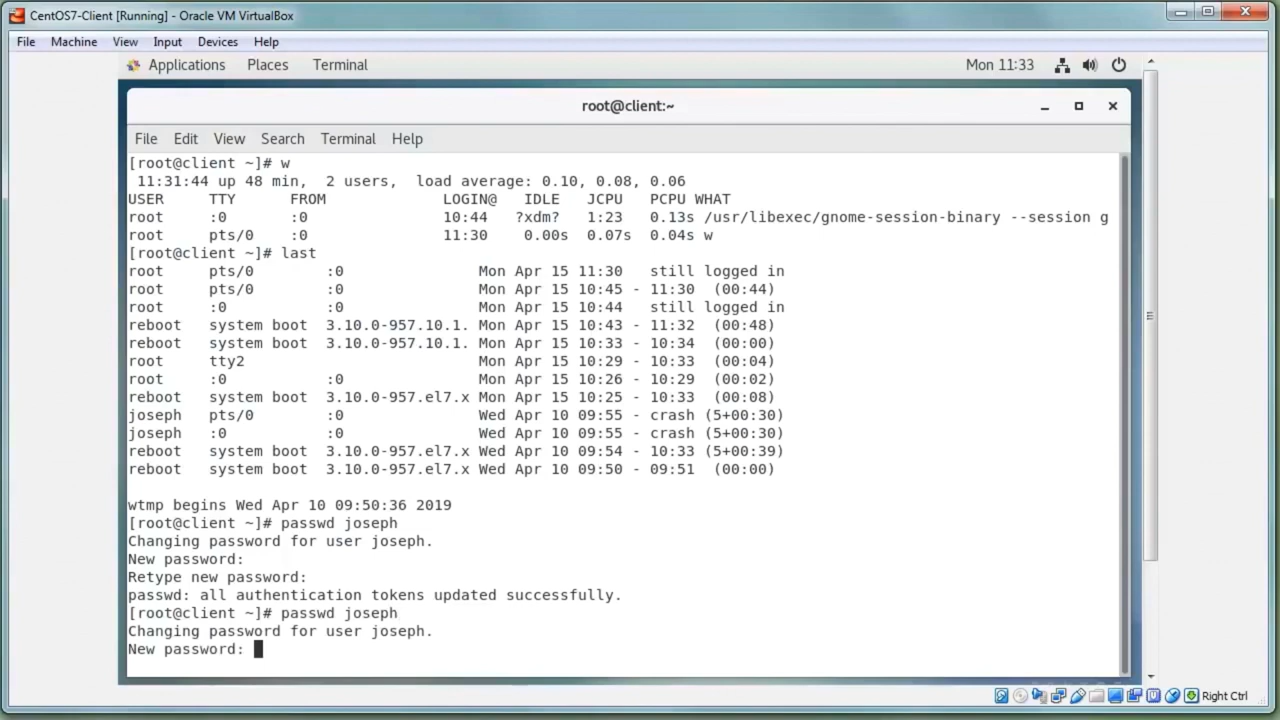 CentOS7-Client [Running] - Oracle VM VirtualBox
File Machine View Input Devices Help
Applications Places Terminal Mon 11:33
root@client:~
File Edit View Search Terminal Help
[root@client ~]# w
11:31:44 up 48 min, 2 users, load average: 0.10, 0.08, 0.06
USER TTY FROM LOGIN@ IDLE JCPU PCPU WHAT
root :0 :0 10:44 ?xdm? 1:23 0.13s /usr/libexec/gnome-session-binary --session g
root pts/0 :0 11:30 0.00s 0.07s 0.04s w
[root@client ~]# last
root pts/0 :0 Mon Apr 15 11:30 still logged in
root pts/0 :0 Mon Apr 15 10:45 - 11:30 (00:44)
root :0 :0 Mon Apr 15 10:44 still logged in
reboot system boot 3.10.0-957.10.1. Mon Apr 15 10:43 - 11:32 (00:48)
reboot system boot 3.10.0-957.10.1. Mon Apr 15 10:33 - 10:34 (00:00)
root tty2 Mon Apr 15 10:29 - 10:33 (00:04)
root :0 :0 Mon Apr 15 10:26 - 10:29 (00:02)
reboot system boot 3.10.0-957.el7.x Mon Apr 15 10:25 - 10:33 (00:08)
joseph pts/0 :0 Wed Apr 10 09:55 - crash (5+00:30)
joseph :0 :0 Wed Apr 10 09:55 - crash (5+00:30)
reboot system boot 3.10.0-957.el7.x Wed Apr 10 09:54 - 10:33 (5+00:39)
reboot system boot 3.10.0-957.el7.x Wed Apr 10 09:50 - 09:51 (00:00)
wtmp begins Wed Apr 10 09:50:36 2019
[root@client ~]# passwd joseph
Changing password for user joseph.
New password:
Retype new password:
passwd: all authentication tokens updated successfully.
[root@client ~]# passwd joseph
Changing password for user joseph.
New password:
Right Ctrl